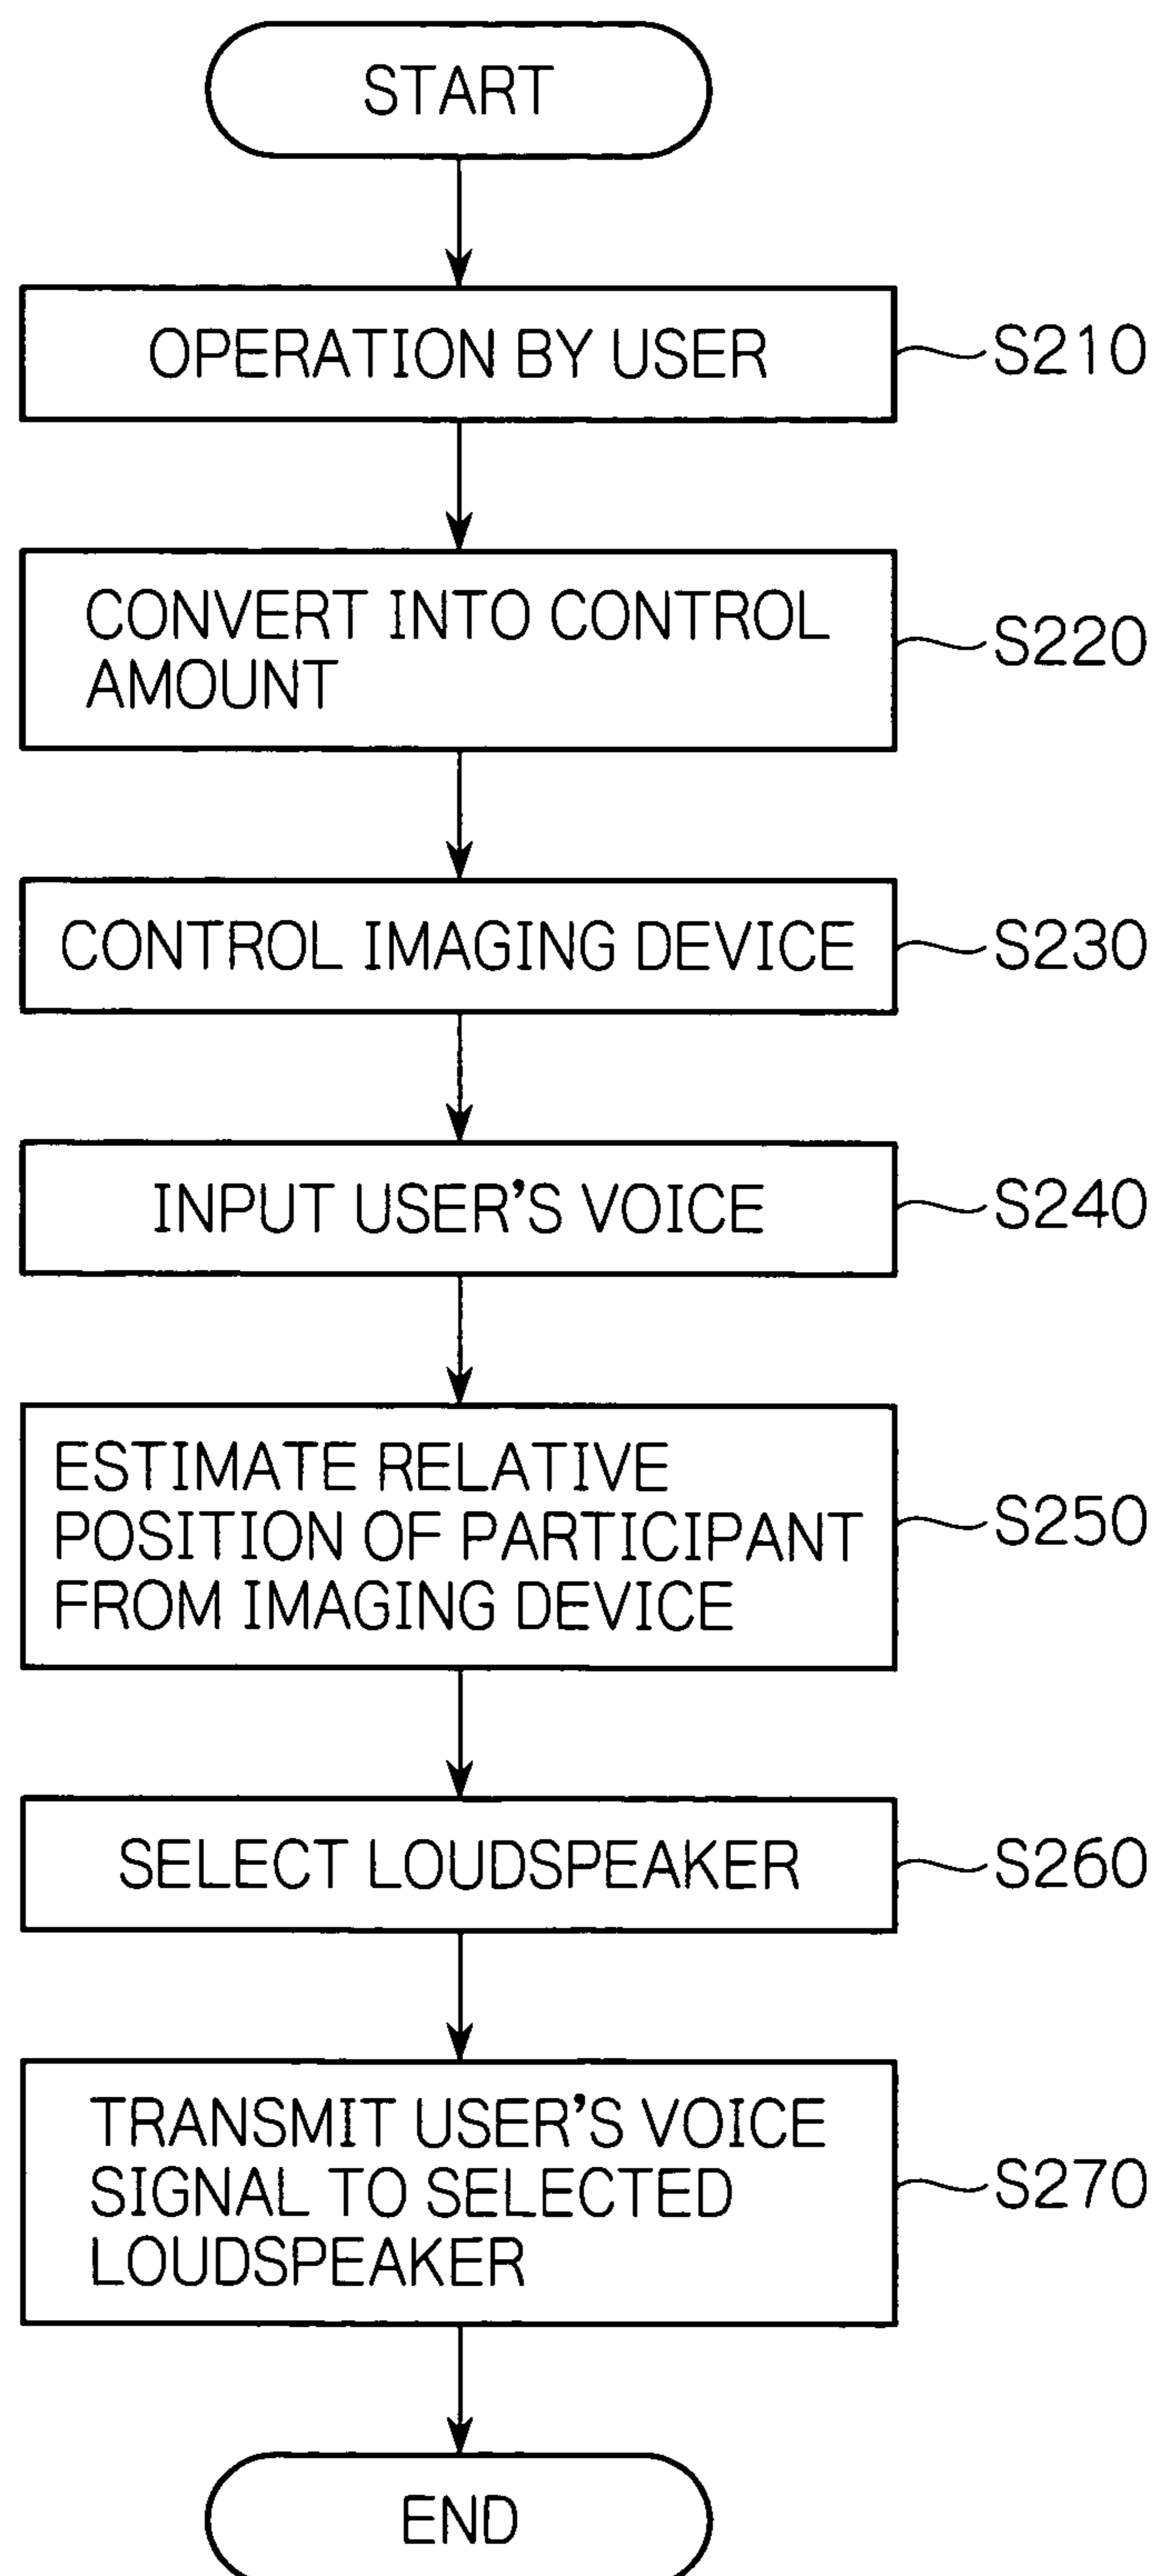 START
OPERATION BY USER
S210
CONVERT INTO CONTROL
AMOUNT
S220
CONTROL IMAGING DEVICE
S230
INPUT USER'S VOICE
S240
ESTIMATE RELATIVE
POSITION OF PARTICIPANT
FROM IMAGING DEVICE
S250
SELECT LOUDSPEAKER
S260
TRANSMIT USER'S VOICE
SIGNAL TO SELECTED
LOUDSPEAKER
S270
END